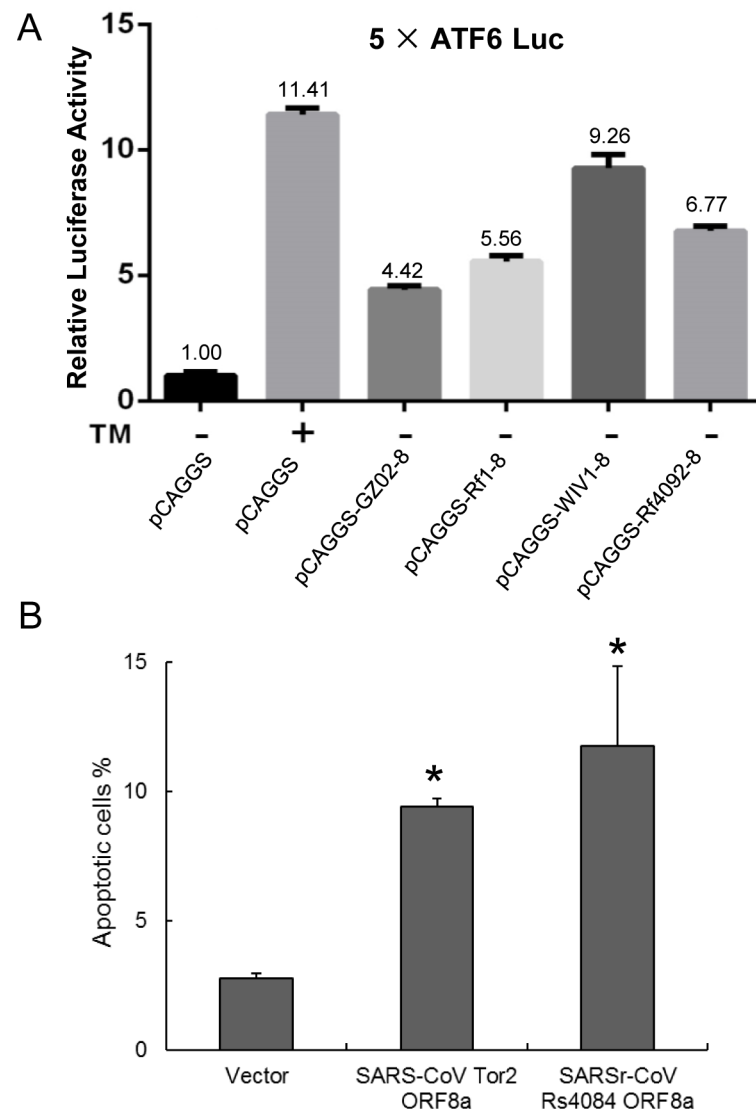 A
5 × ATF6 Luc
Relative Luciferase Activity
15
10
5
0
1.00
11.41
4.42
5.56
9.26
6.77
TM - + - - - -
pCAGGS
pCAGGS
pCAGGS-GZ02-8
pCAGGS-Rf1-8
pCAGGS-WIV1-8
pCAGGS-Rf4092-8
B
Apoptotic cells %
15
10
5
0
*
*
Vector
SARS-CoV Tor2
ORF8a
SARSr-CoV
Rs4084 ORF8a